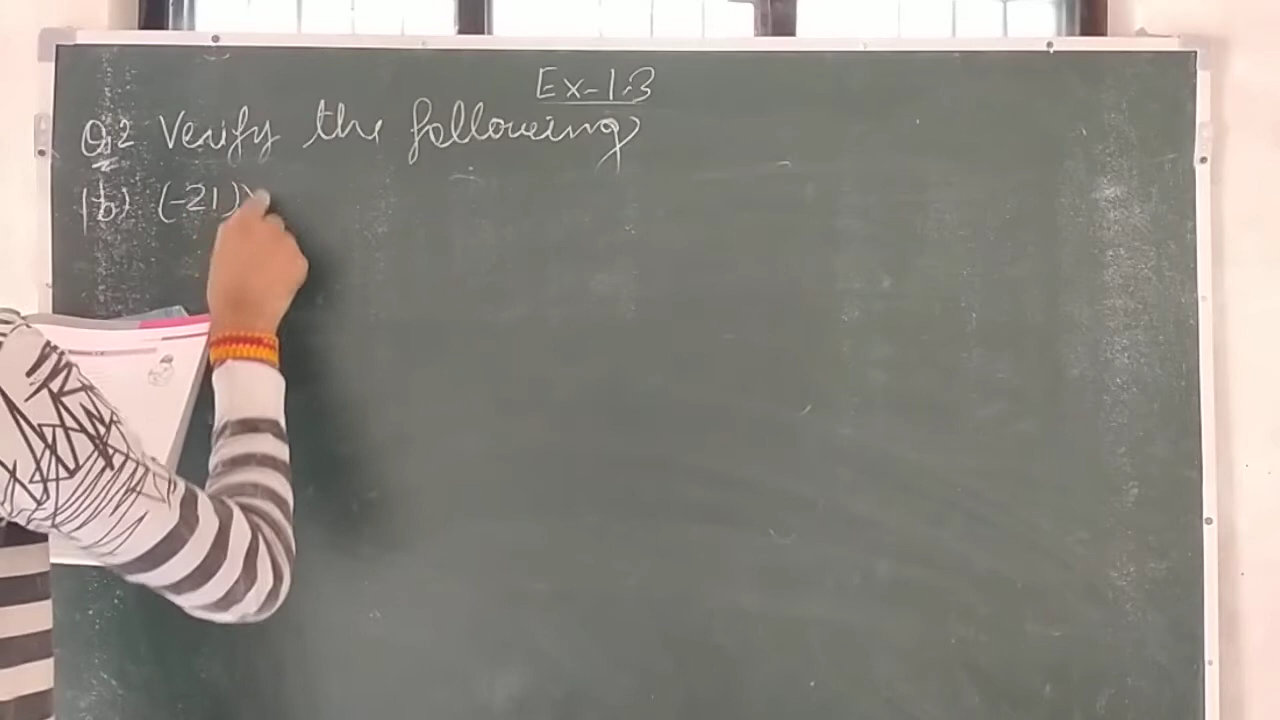 Ex-1.3
Q.2 Verify the following
(b) (-21)×